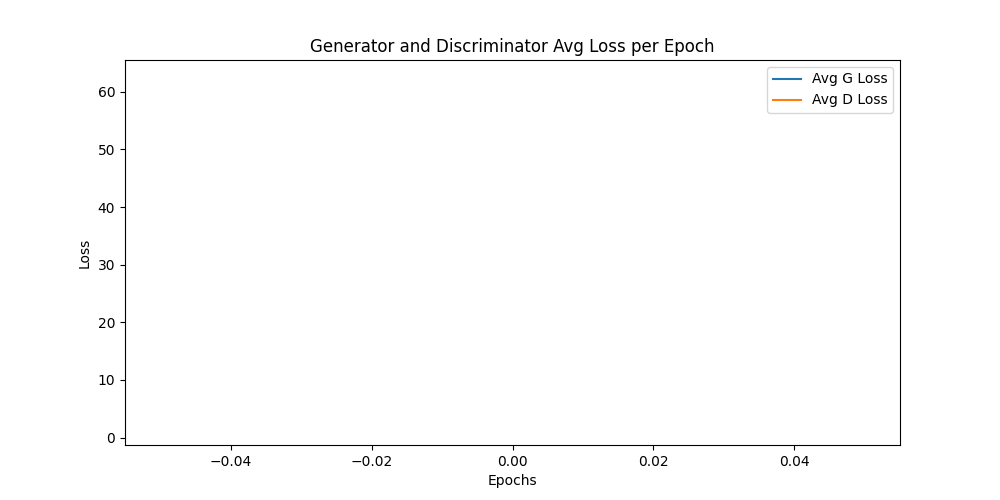 Generator and Discriminator Avg Loss per Epoch
Avg G Loss
Avg D Loss
60
50
40
30
20
10
0
Loss
−0.04
−0.02
0.00
0.02
0.04
Epochs